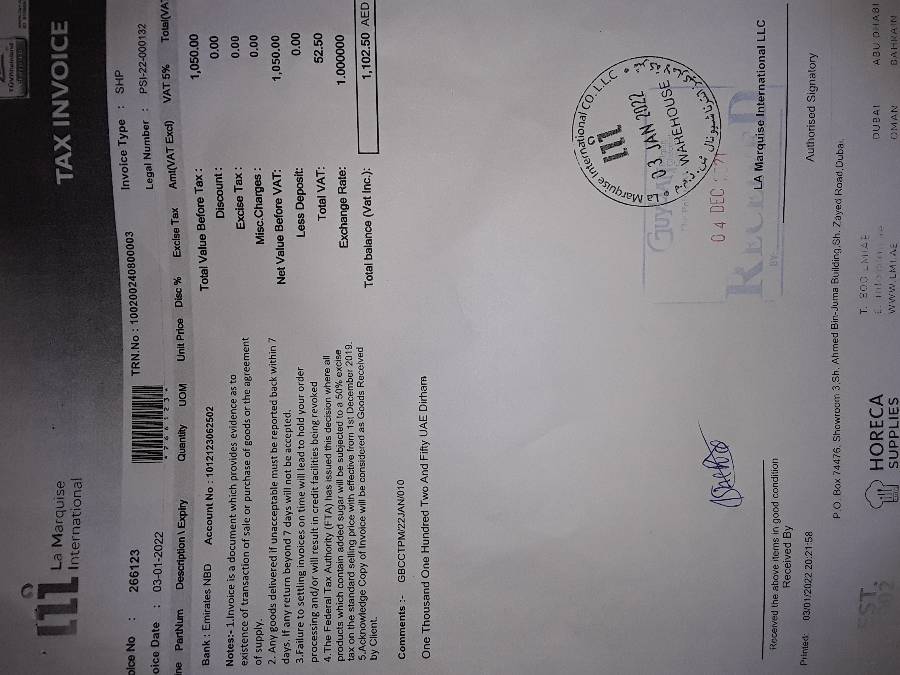 La Marquise
International
TAX INVOICE
oice No : 266123
TRN.No : 100200240800003
Invoice Type : SHP
oice Date : 03-01-2022
*266123*
Legal Number : PSI-22-000132
ne PartNum Description \ Expiry Quantity UOM Unit Price Disc % Excise Tax Amt(VAT Excl) VAT 5% Total(VA
Bank : Emirates NBD Account No : 1012123062502
Total Value Before Tax : 1,050.00
Discount : 0.00
Excise Tax : 0.00
Misc.Charges : 0.00
Net Value Before VAT: 1,050.00
Less Deposit: 0.00
Total VAT: 52.50
Exchange Rate: 1.000000
Total balance (Vat Inc.): 1,102.50 AED
Notes:- 1.Invoice is a document which provides evidence as to
existence of transaction of sale or purchase of goods or the agreement
of supply.
2. Any goods delivered if unacceptable must be reported back within 7
days. If any return beyond 7 days will not be accepted.
3.Failure to settling invoices on time will lead to hold your order
processing and/or will result in credit facilities being revoked
4.The Federal Tax Authority (FTA) has issued this decision where all
products which contain added sugar will be subjected to a 50% excise
tax on the standard selling price with effective from 1st December 2019.
5.Acknowledge Copy of Invoice will be considered as Goods Received
by Client.
Comments :- GBCCTPM/22JAN/010
One Thousand One Hundred Two And Fifty UAE Dirham
La Marquise International CO. L.L.C
03 JAN 2022
WAREHOUSE
04 DEC
RECEIVED
BY
LA Marquise International LLC
Received the above items in good condition
Received By
Authorised Signatory
Printed: 03/01/2022 20:21:58
P.O. Box 74476, Showroom 3,Sh. Ahmed Bin-Juma Building,Sh. Zayed Road,Dubai.
EST.
HORECA
SUPPLIES
T. 800 LMIAE
WWW.LMI.AE
DUBAI
ABU DHABI
OMAN
BAHRAIN